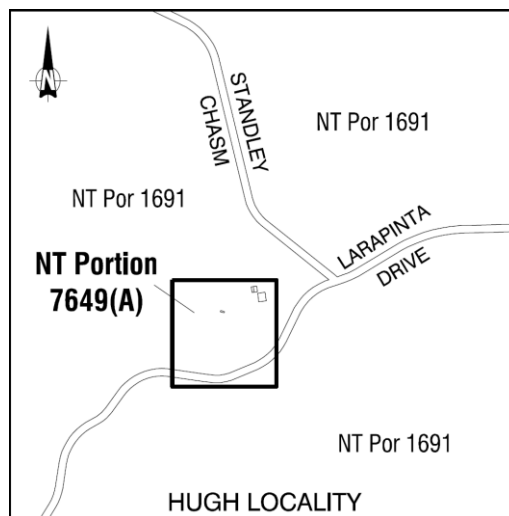 N
STANDLEY
CHASM
NT Por 1691
NT Por 1691
LARAPINTA
DRIVE
NT Portion
7649(A)
NT Por 1691
HUGH LOCALITY